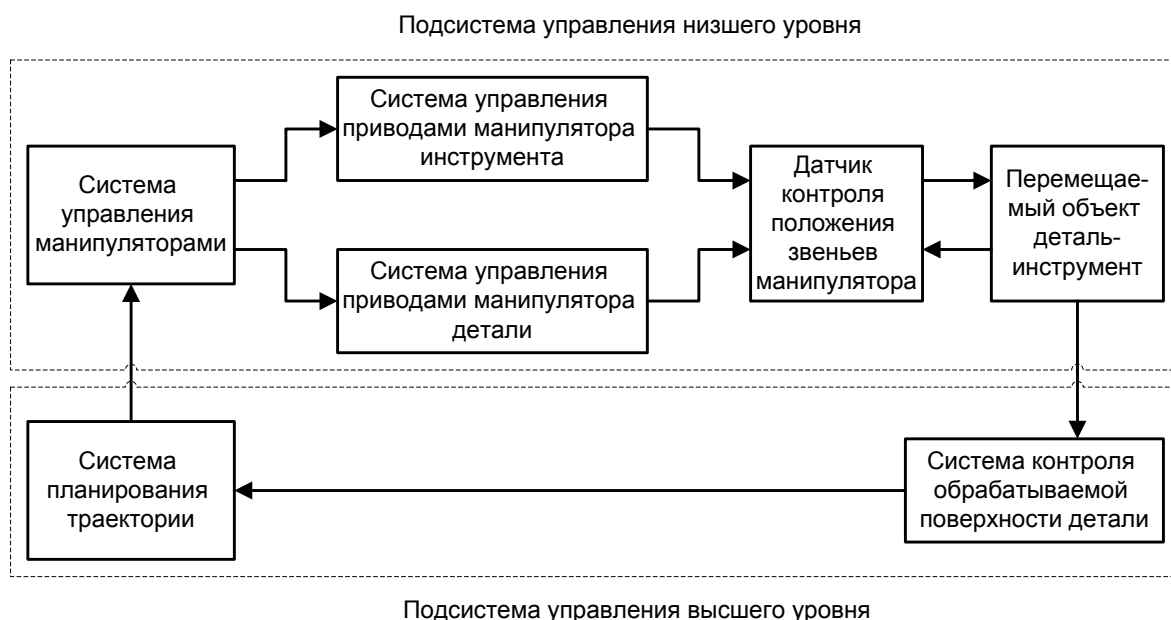 Подсистема управления низшего уровня
Система управления
приводами манипулятора
инструмента
Система
управления
манипуляторами
Датчик
контроля
положения
звеньев
манипулятора
Перемещае-
мый объект
деталь-
инструмент
Система управления
приводами манипулятора
детали
Система
планирования
траектории
Система контроля
обрабатываемой
поверхности детали
Подсистема управления высшего уровня